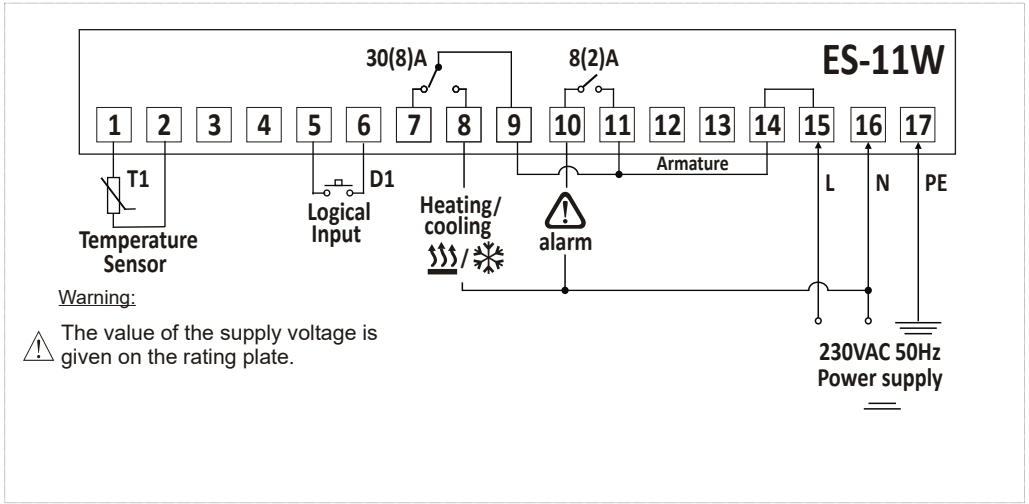 30(8)A
8(2)A
ES-11W
1 2 3 4 5 6 7 8 9 10 11 12 13 14 15 16 17
Armature
T1
D1
L
N
PE
Temperature
Sensor
Logical
Input
Heating/
cooling
/
alarm
Warning:
The value of the supply voltage is
given on the rating plate.
230VAC 50Hz
Power supply